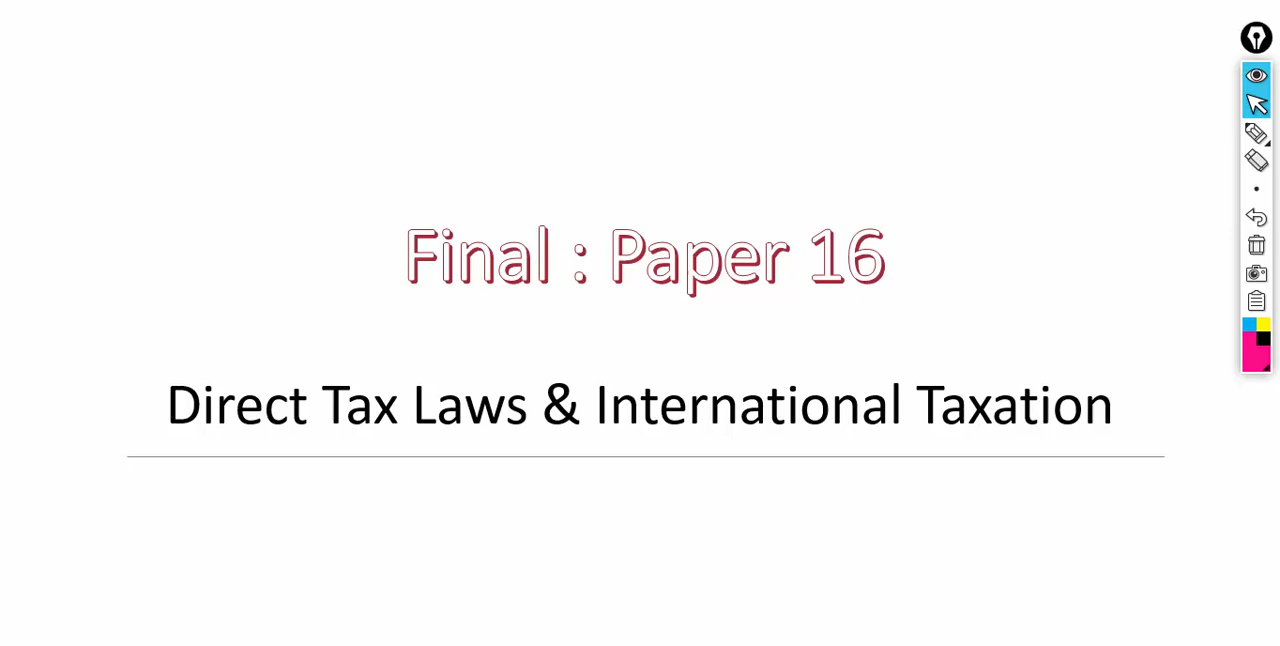 Final : Paper 16
Direct Tax Laws & International Taxation